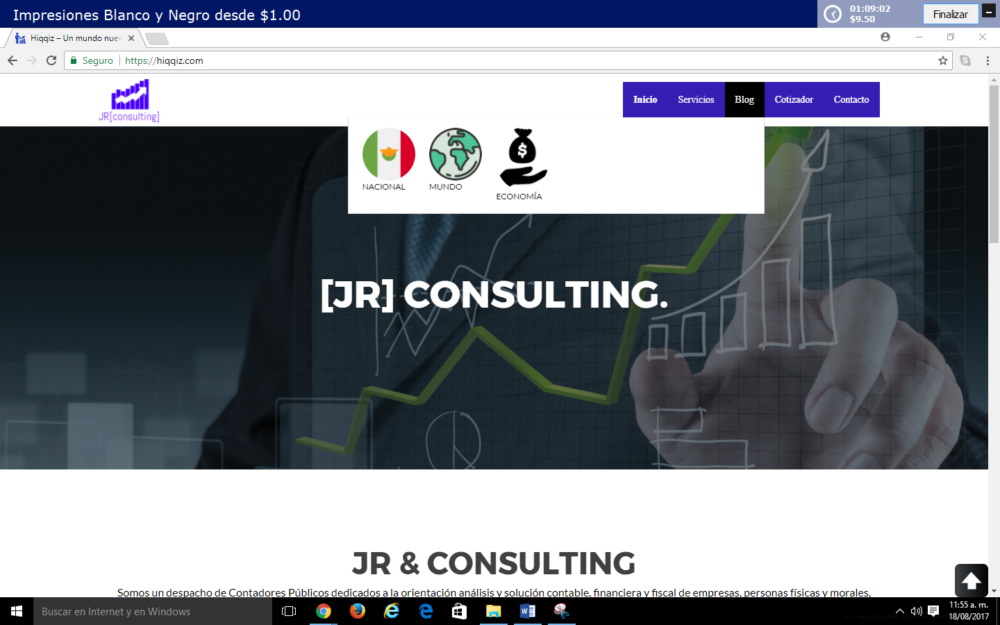 Impresiones Blanco y Negro desde $1.00
01:09:02
$9.50
Finalizar
Hiqqiz – Un mundo nuev
Seguro
https://hiqqiz.com
JR[consulting]
Inicio
Servicios
Blog
Cotizador
Contacto
NACIONAL
MUNDO
ECONOMÍA
[JR] CONSULTING.
JR & CONSULTING
Somos un despacho de Contadores Públicos dedicados a la orientación análisis y solución contable, financiera y fiscal de empresas, personas físicas y morales,
Buscar en Internet y en Windows
11:55 a. m.
18/08/2017